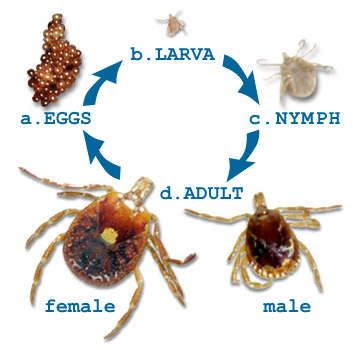 b.LARVA
a.EGGS
c.NYMPH
d.ADULT
female
male